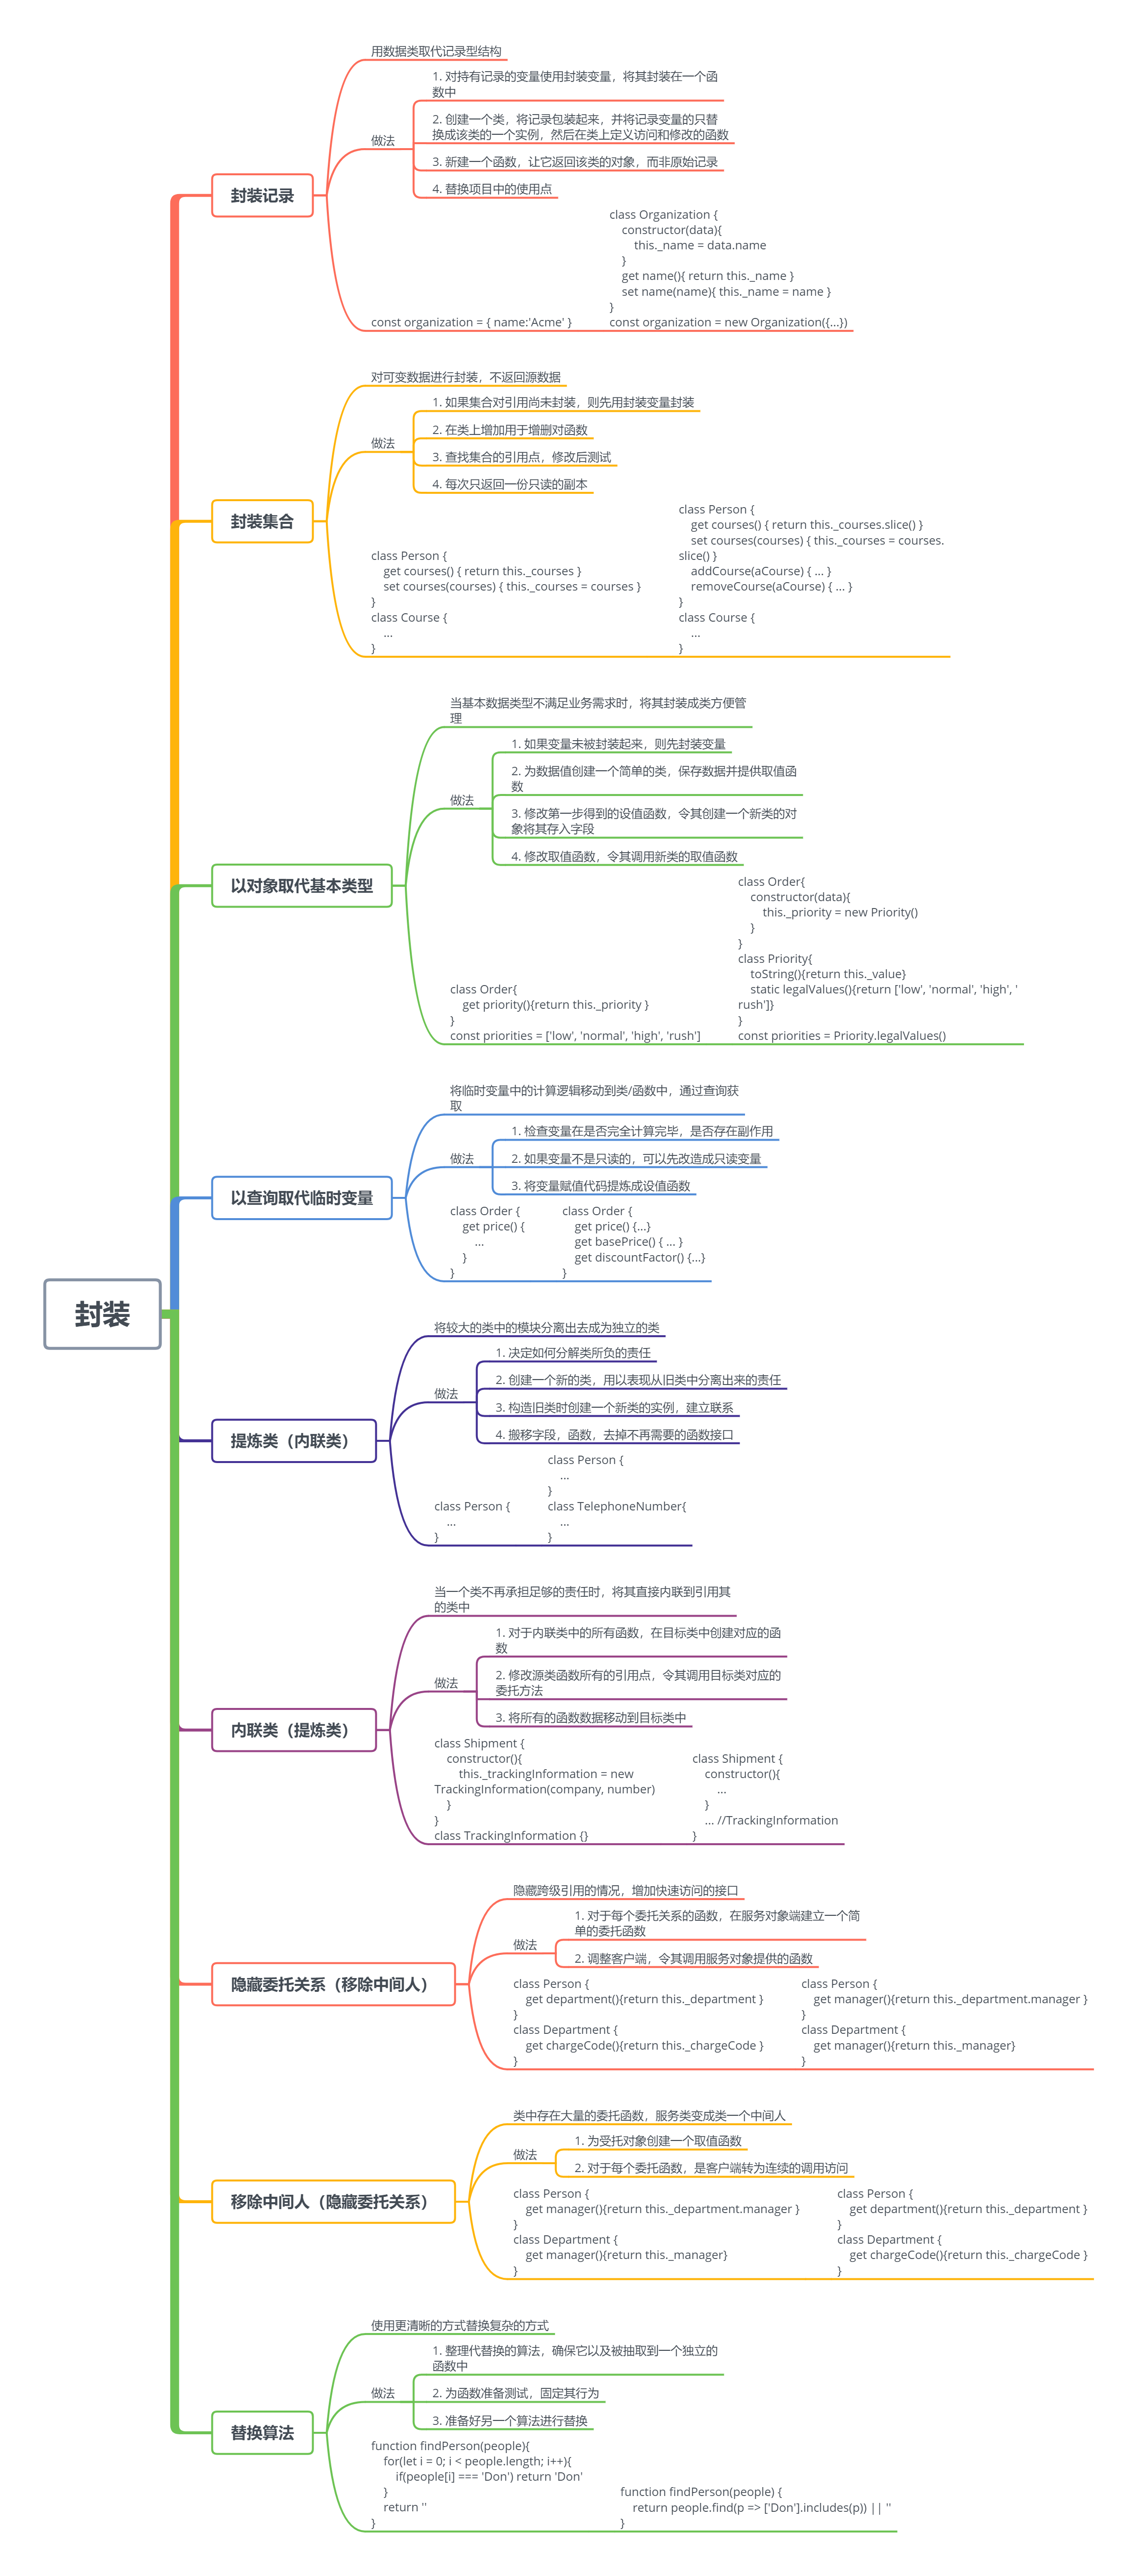 封装
封装记录
用数据类取代记录型结构
做法
1. 对持有记录的变量使用封装变量，将其封装在一个函
数中
2. 创建一个类，将记录包装起来，并将记录变量的只替
换成该类的一个实例，然后在类上定义访问和修改的函数
3. 新建一个函数，让它返回该类的对象，而非原始记录
4. 替换项目中的使用点
const organization = { name:'Acme' }
class Organization {
constructor(data){
this._name = data.name
}
get name(){ return this._name }
set name(name){ this._name = name }
}
const organization = new Organization({...})
封装集合
对可变数据进行封装，不返回源数据
做法
1. 如果集合对引用尚未封装，则先用封装变量封装
2. 在类上增加用于增删对函数
3. 查找集合的引用点，修改后测试
4. 每次只返回一份只读的副本
class Person {
get courses() { return this._courses }
set courses(courses) { this._courses = courses }
}
class Course {
...
}
class Person {
get courses() { return this._courses.slice() }
set courses(courses) { this._courses = courses.
slice() }
addCourse(aCourse) { ... }
removeCourse(aCourse) { ... }
}
class Course {
...
}
以对象取代基本类型
当基本数据类型不满足业务需求时，将其封装成类方便管
理
做法
1. 如果变量未被封装起来，则先封装变量
2. 为数据值创建一个简单的类，保存数据并提供取值函
数
3. 修改第一步得到的设值函数，令其创建一个新类的对
象将其存入字段
4. 修改取值函数，令其调用新类的取值函数
class Order{
get priority(){return this._priority }
}
const priorities = ['low', 'normal', 'high', 'rush']
class Order{
constructor(data){
this._priority = new Priority()
}
}
class Priority{
toString(){return this._value}
static legalValues(){return ['low', 'normal', 'high', '
rush']}
}
const priorities = Priority.legalValues()
以查询取代临时变量
将临时变量中的计算逻辑移动到类/函数中，通过查询获
取
做法
1. 检查变量在是否完全计算完毕，是否存在副作用
2. 如果变量不是只读的，可以先改造成只读变量
3. 将变量赋值代码提炼成设值函数
class Order {
get price() {
...
}
}
class Order {
get price() {...}
get basePrice() { ... }
get discountFactor() {...}
}
提炼类（内联类）
将较大的类中的模块分离出去成为独立的类
做法
1. 决定如何分解类所负的责任
2. 创建一个新的类，用以表现从旧类中分离出来的责任
3. 构造旧类时创建一个新类的实例，建立联系
4. 搬移字段，函数，去掉不再需要的函数接口
class Person {
...
}
class Person {
...
}
class TelephoneNumber{
...
}
内联类（提炼类）
当一个类不再承担足够的责任时，将其直接内联到引用其
的类中
做法
1. 对于内联类中的所有函数，在目标类中创建对应的函
数
2. 修改源类函数所有的引用点，令其调用目标类对应的
委托方法
3. 将所有的函数数据移动到目标类中
class Shipment {
constructor(){
this._trackingInformation = new
TrackingInformation(company, number)
}
}
class TrackingInformation {}
class Shipment {
constructor(){
...
}
... //TrackingInformation
}
隐藏委托关系（移除中间人）
隐藏跨级引用的情况，增加快速访问的接口
做法
1. 对于每个委托关系的函数，在服务对象端建立一个简
单的委托函数
2. 调整客户端，令其调用服务对象提供的函数
class Person {
get department(){return this._department }
}
class Department {
get chargeCode(){return this._chargeCode }
}
class Person {
get manager(){return this._department.manager }
}
class Department {
get manager(){return this._manager}
}
移除中间人（隐藏委托关系）
类中存在大量的委托函数，服务类变成类一个中间人
做法
1. 为受托对象创建一个取值函数
2. 对于每个委托函数，是客户端转为连续的调用访问
class Person {
get manager(){return this._department.manager }
}
class Department {
get manager(){return this._manager}
}
class Person {
get department(){return this._department }
}
class Department {
get chargeCode(){return this._chargeCode }
}
替换算法
使用更清晰的方式替换复杂的方式
做法
1. 整理代替换的算法，确保它以及被抽取到一个独立的
函数中
2. 为函数准备测试，固定其行为
3. 准备好另一个算法进行替换
function findPerson(people){
for(let i = 0; i < people.length; i++){
if(people[i] === 'Don') return 'Don'
}
return ''
}
function findPerson(people) {
return people.find(p => ['Don'].includes(p)) || ''
}